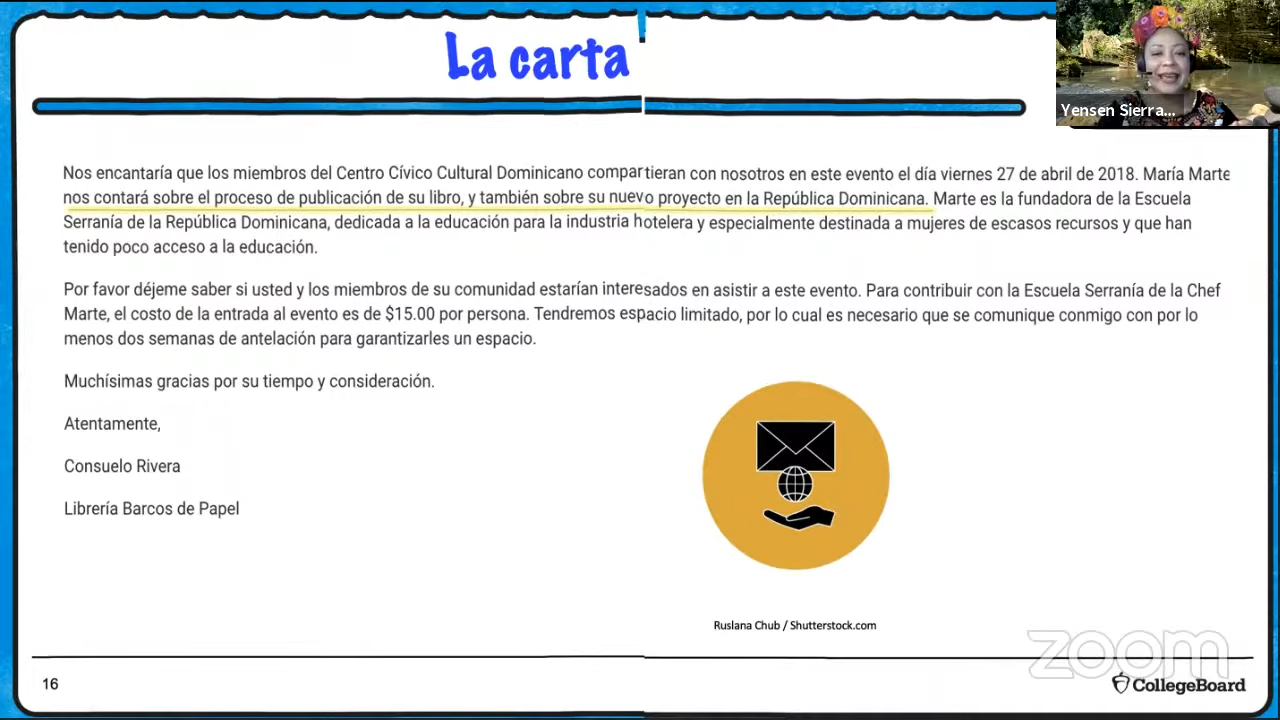 La carta
Yensen Sierra...
Nos encantaría que los miembros del Centro Cívico Cultural Dominicano compartieran con nosotros en este evento el día viernes 27 de abril de 2018. María Marte
nos contará sobre el proceso de publicación de su libro, y también sobre su nuevo proyecto en la República Dominicana. Marte es la fundadora de la Escuela
Serranía de la República Dominicana, dedicada a la educación para la industria hotelera y especialmente destinada a mujeres de escasos recursos y que han
tenido poco acceso a la educación.
Por favor déjeme saber si usted y los miembros de su comunidad estarían interesados en asistir a este evento. Para contribuir con la Escuela Serranía de la Chef
Marte, el costo de la entrada al evento es de $15.00 por persona. Tendremos espacio limitado, por lo cual es necesario que se comunique conmigo con por lo
menos dos semanas de antelación para garantizarles un espacio.
Muchísimas gracias por su tiempo y consideración.
Atentamente,
Consuelo Rivera
Librería Barcos de Papel
Ruslana Chub / Shutterstock.com
zoom
16
CollegeBoard